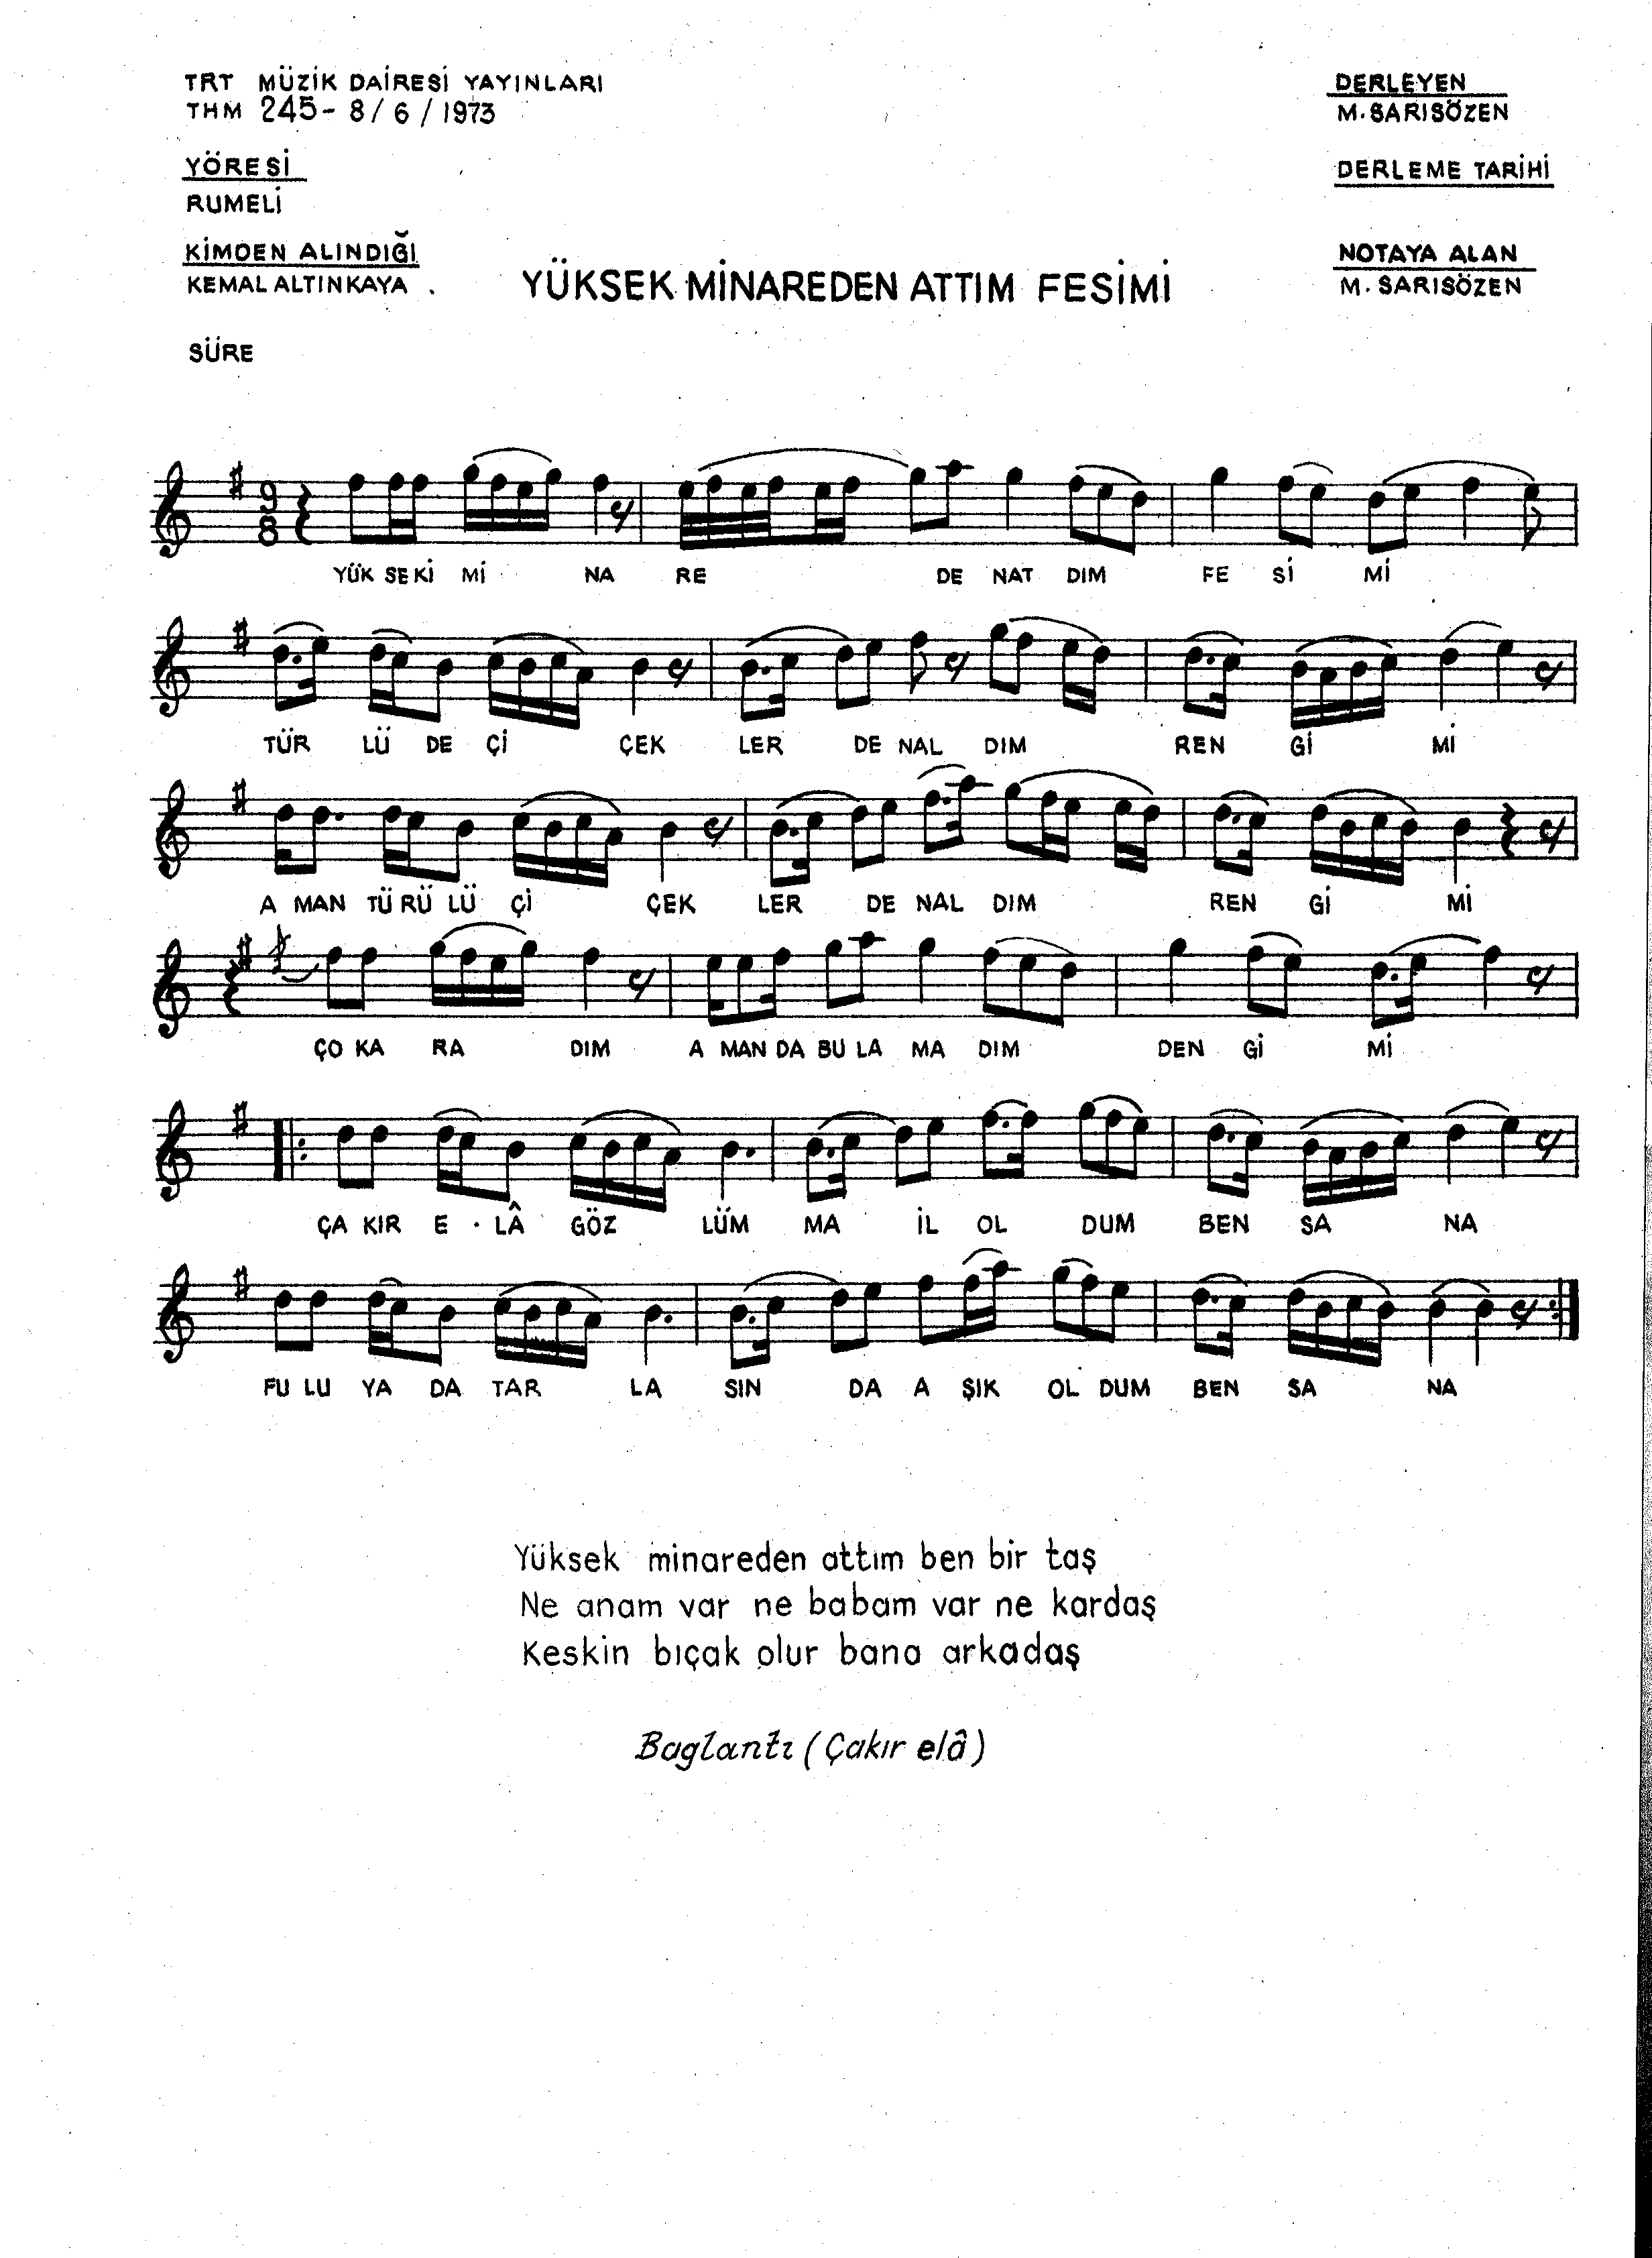 TRT MÜZİK DAİRESİ YAYINLARI
THM 245 - 8 / 6 / 1973
DERLEYEN
M. SARISÖZEN
YÖRESİ
RUMELİ
DERLEME TARİHİ
KİMDEN ALINDIĞI
KEMAL ALTINKAYA .
YÜKSEK MİNAREDEN ATTIM FESİMİ
NOTAYA ALAN
M. SARISÖZEN
SÜRE
9
8
YÜK SE Kİ Mİ NA RE DE NAT DIM FE Sİ Mİ
TÜR LÜ DE Çİ ÇEK LER DE NAL DIM REN Gİ Mİ
A MAN TÜ RÜ LÜ Çİ ÇEK LER DE NAL DIM REN Gİ Mİ
ÇO KA RA DIM A MAN DA BU LA MA DIM DEN Gİ Mİ
ÇA KIR E · LÂ GÖZ LÜM MA İL OL DUM BEN SA NA
FU LU YA DA TAR LA SIN DA A ŞIK OL DUM BEN SA NA
Yüksek minareden attım ben bir taş
Ne anam var ne babam var ne kardaş
Keskin bıçak olur bana arkadaş
Baglantı (Çakır elâ)